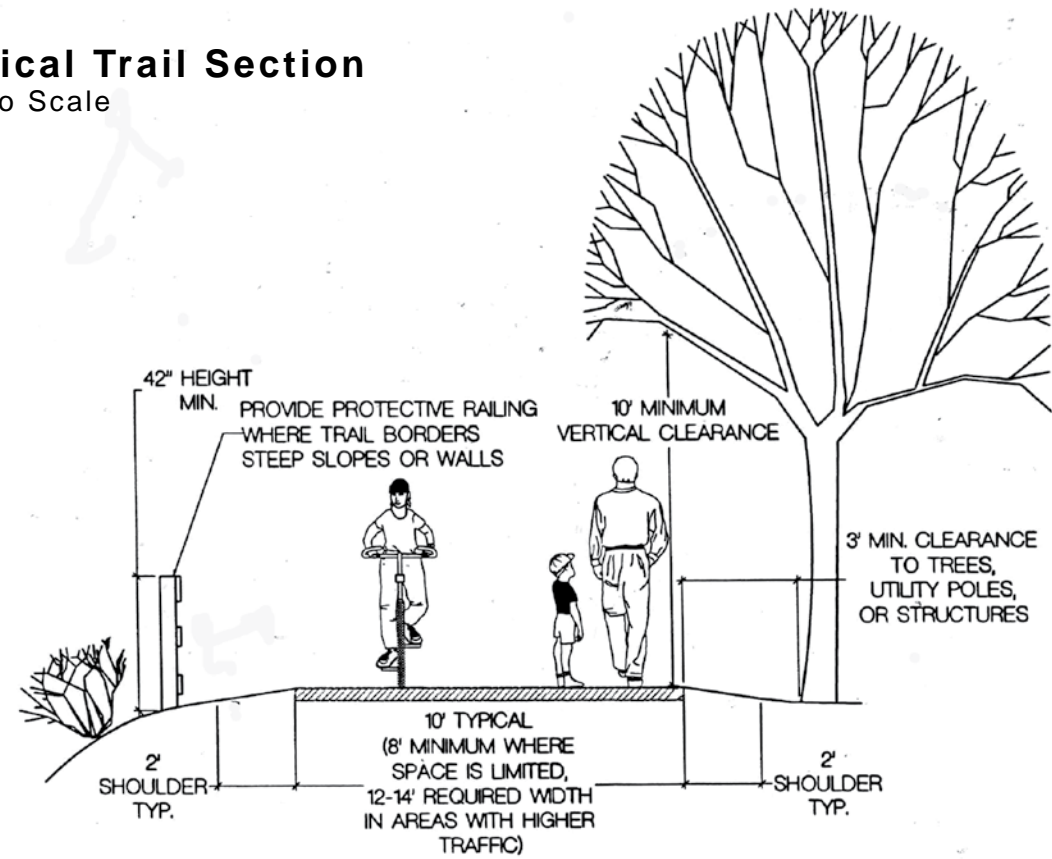 ical Trail Section
o Scale
42" HEIGHT
MIN.
PROVIDE PROTECTIVE RAILING
WHERE TRAIL BORDERS
STEEP SLOPES OR WALLS
10' MINIMUM
VERTICAL CLEARANCE
3' MIN. CLEARANCE
TO TREES,
UTILITY POLES,
OR STRUCTURES
2'
SHOULDER
TYP.
10' TYPICAL
(8' MINIMUM WHERE
SPACE IS LIMITED,
12-14' REQUIRED WIDTH
IN AREAS WITH HIGHER
TRAFFIC)
2'
SHOULDER
TYP.